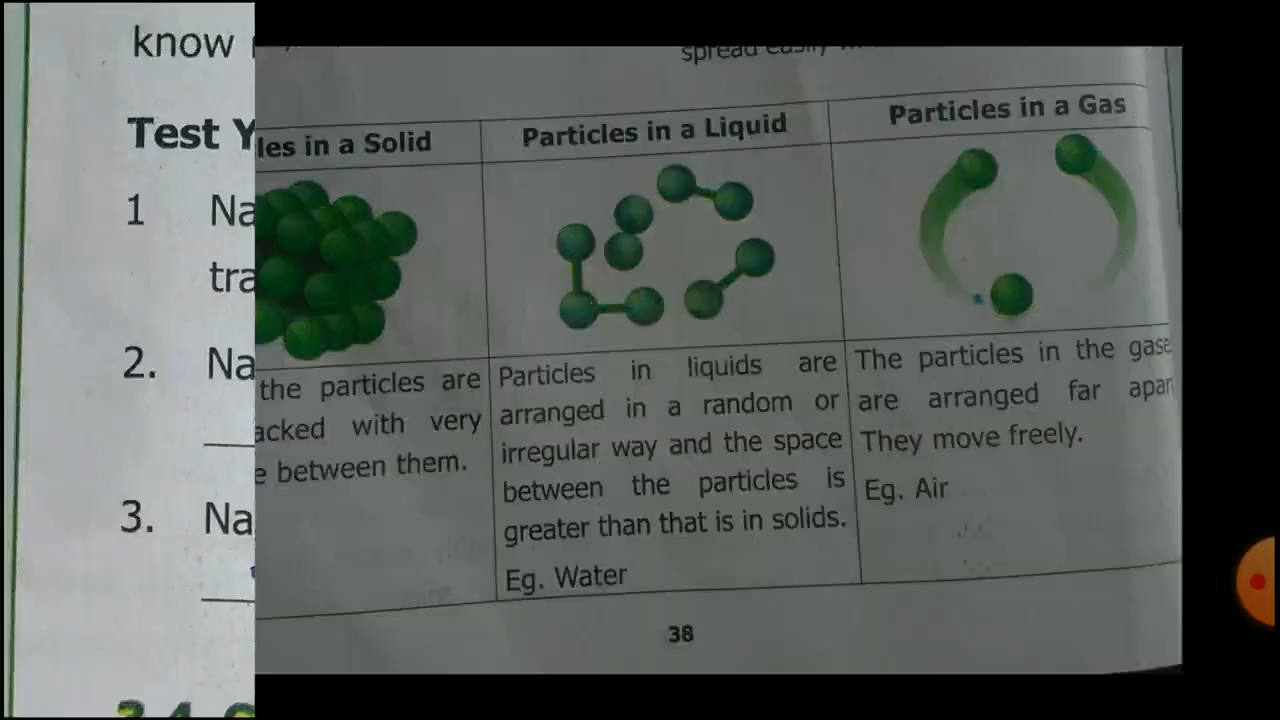 know
Test Y
1 Na
tra
2. Na
3. Na
spread easily
les in a Solid
the particles are
acked with very
e between them.
Particles in a Liquid
Particles in liquids are
arranged in a random or
irregular way and the space
between the particles is
greater than that is in solids.
Eg. Water
Particles in a Gas
The particles in the gase
are arranged far apar
They move freely.
Eg. Air
38